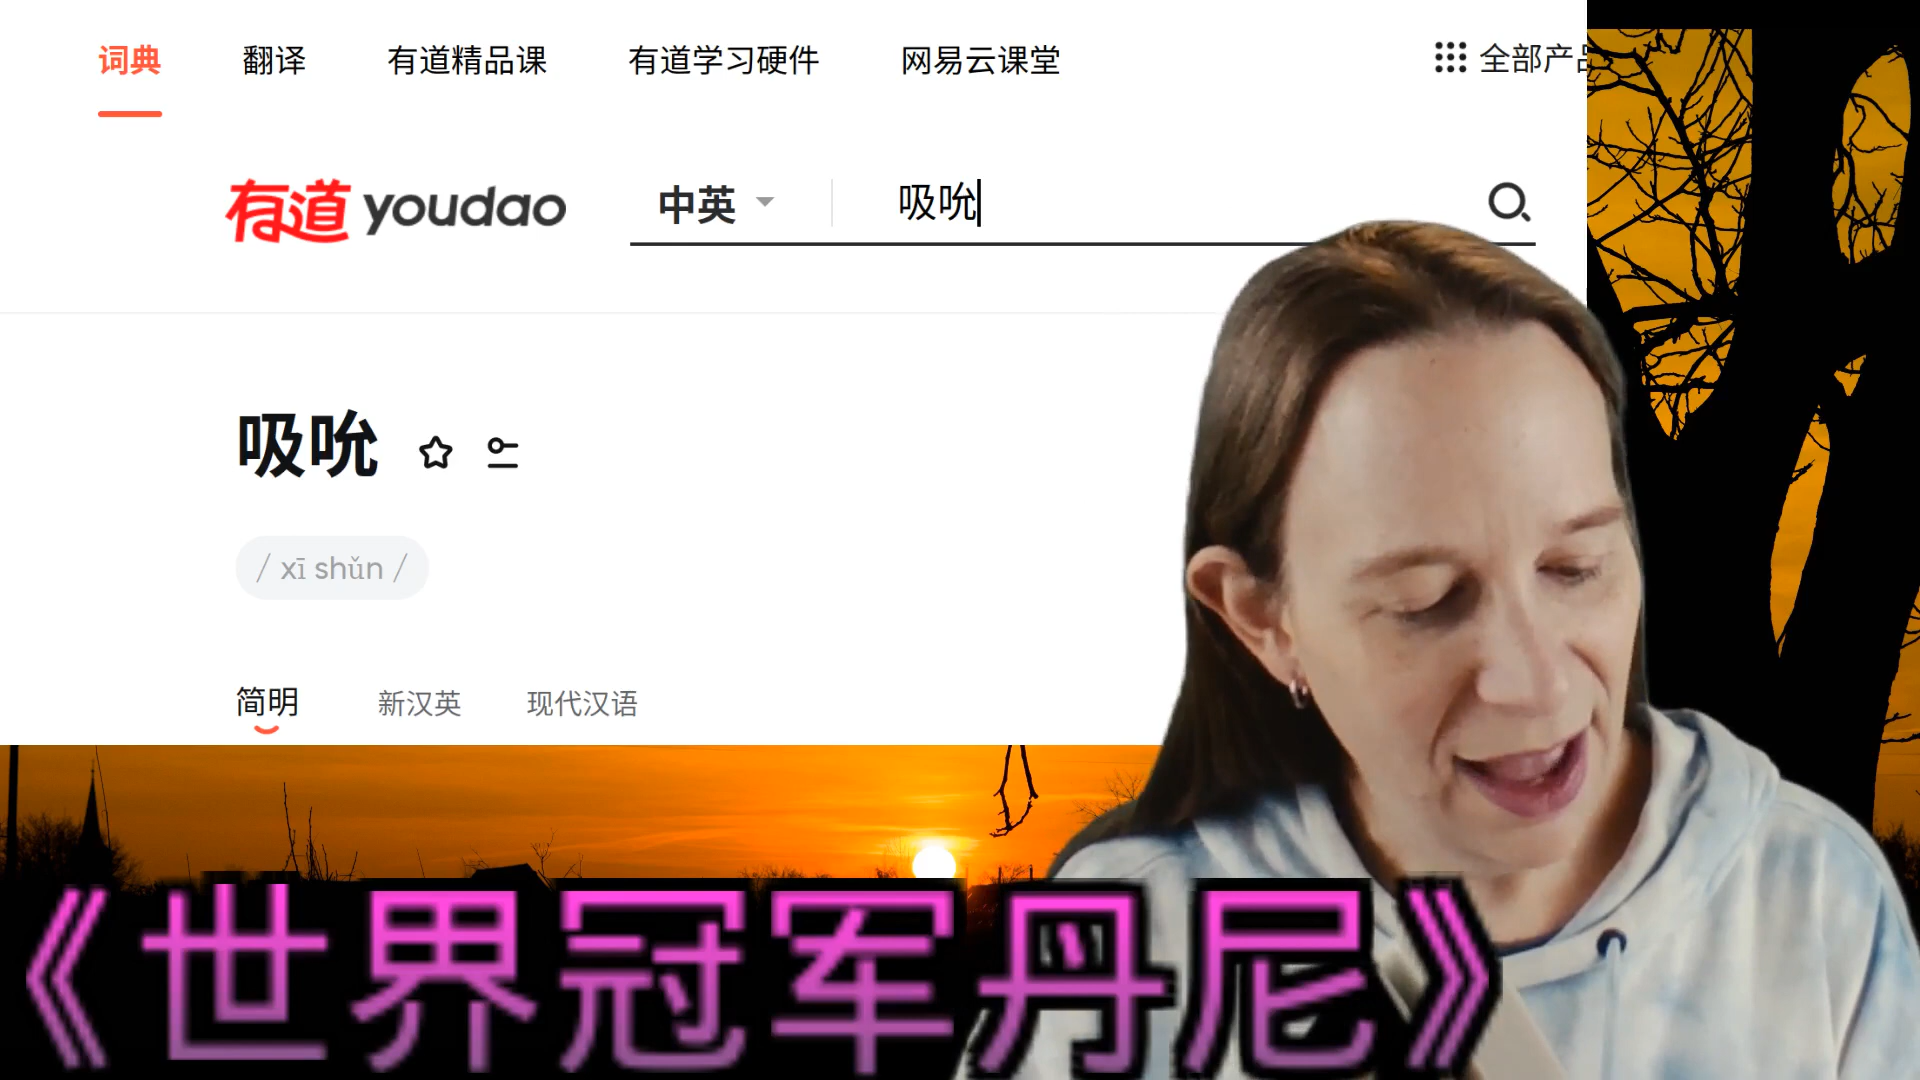 词典 翻译 有道精品课 有道学习硬件 网易云课堂 全部产品
有道 youdao 中英 吸吮
吸吮
/ xī shǔn /
简明 新汉英 现代汉语
《世界冠军丹尼》